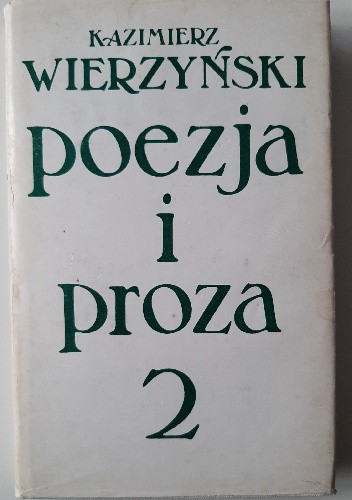 KAZIMIERZ
WIERZYŃSKI
poezja
i
proza
2